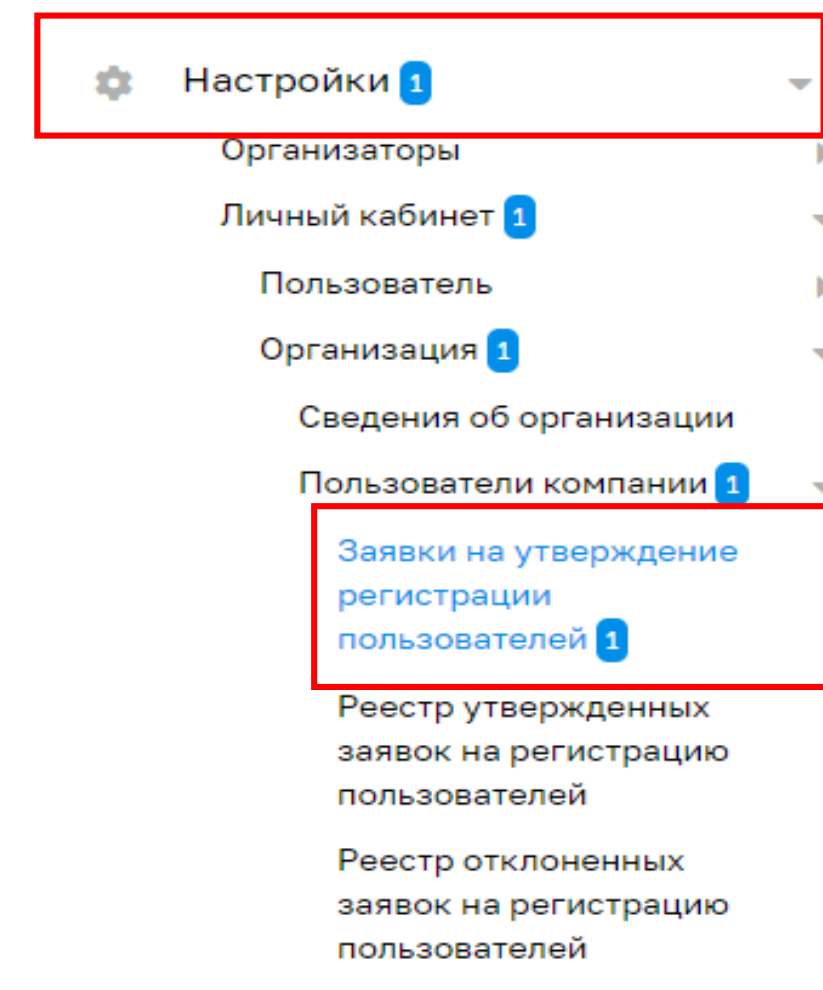 Настройки 1
Организаторы
Личный кабинет 1
Пользователь
Организация 1
Сведения об организации
Пользователи компании 1
Заявки на утверждение
регистрации
пользователей 1
Реестр утвержденных
заявок на регистрацию
пользователей
Реестр отклоненных
заявок на регистрацию
пользователей